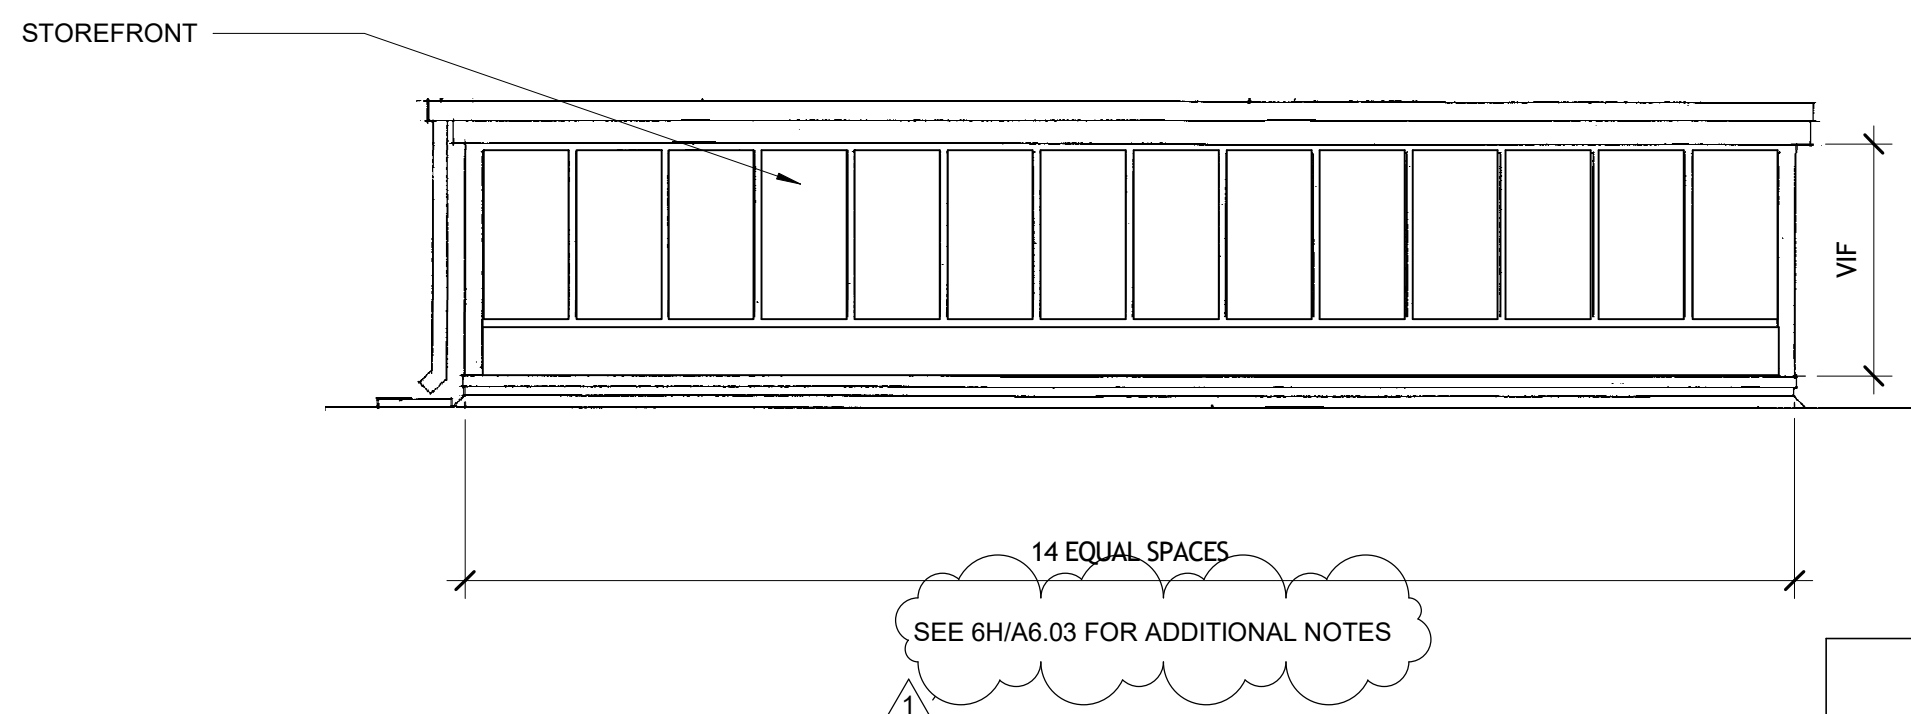 STOREFRONT
VIF
14 EQUAL SPACES
SEE 6H/A6.03 FOR ADDITIONAL NOTES
1